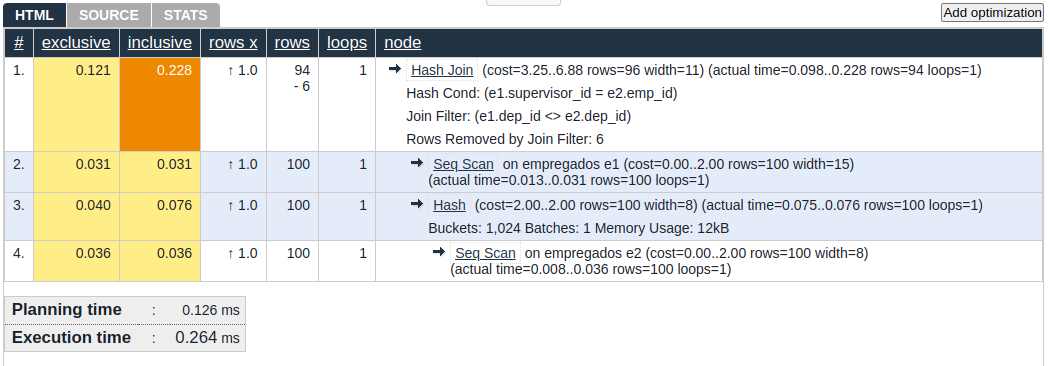 HTML SOURCE STATS Add optimization
# exclusive inclusive rows x rows loops node
1. 0.121 0.228 ↑ 1.0 94 1 Hash Join (cost=3.25..6.88 rows=96 width=11) (actual time=0.098..0.228 rows=94 loops=1)
- 6 Hash Cond: (e1.supervisor_id = e2.emp_id)
Join Filter: (e1.dep_id <> e2.dep_id)
Rows Removed by Join Filter: 6
2. 0.031 0.031 ↑ 1.0 100 1 Seq Scan on empregados e1 (cost=0.00..2.00 rows=100 width=15)
(actual time=0.013..0.031 rows=100 loops=1)
3. 0.040 0.076 ↑ 1.0 100 1 Hash (cost=2.00..2.00 rows=100 width=8) (actual time=0.075..0.076 rows=100 loops=1)
Buckets: 1,024 Batches: 1 Memory Usage: 12kB
4. 0.036 0.036 ↑ 1.0 100 1 Seq Scan on empregados e2 (cost=0.00..2.00 rows=100 width=8)
(actual time=0.008..0.036 rows=100 loops=1)
Planning time : 0.126 ms
Execution time : 0.264 ms